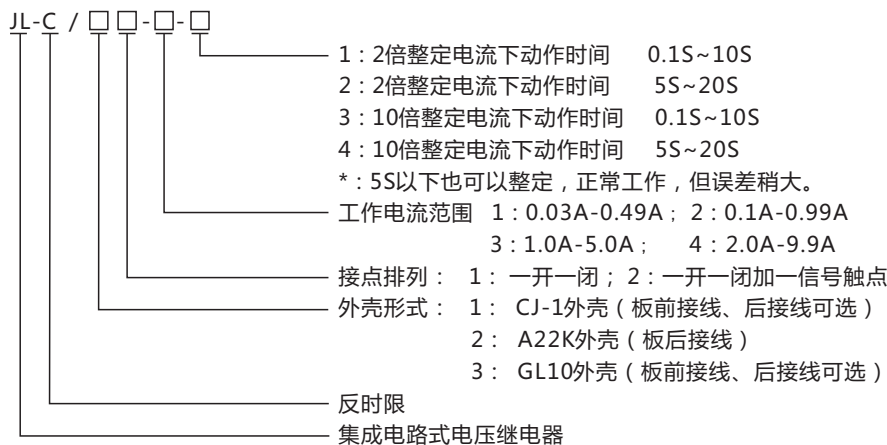 JL-C / □ □ - □ - □
1：2倍整定电流下动作时间 0.1S~10S
2：2倍整定电流下动作时间 5S~20S
3：10倍整定电流下动作时间 0.1S~10S
4：10倍整定电流下动作时间 5S~20S
*：5S以下也可以整定，正常工作，但误差稍大。
工作电流范围 1：0.03A-0.49A； 2：0.1A-0.99A
3：1.0A-5.0A； 4：2.0A-9.9A
接点排列： 1： 一开一闭；2：一开一闭加一信号触点
外壳形式： 1： CJ-1外壳（板前接线、后接线可选）
2： A22K外壳（板后接线）
3： GL10外壳（板前接线、后接线可选）
反时限
集成电路式电压继电器